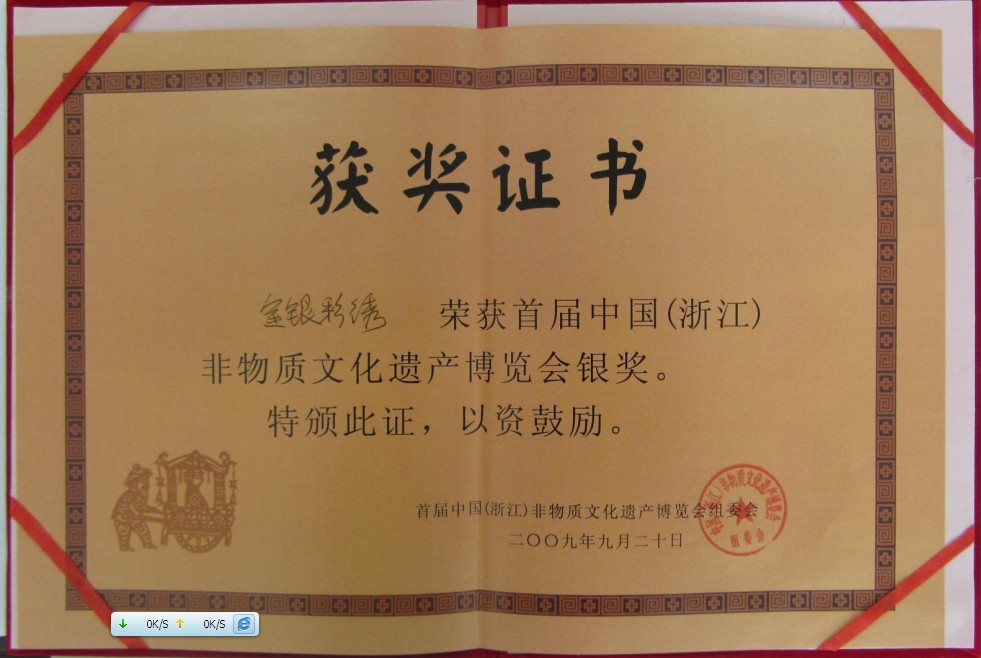 获奖证书
金银彩绣 荣获首届中国(浙江)
非物质文化遗产博览会银奖。
特颁此证，以资鼓励。
首届中国(浙江)非物质文化遗产博览会组委会
二〇〇九年九月二十日
0K/S 0K/S